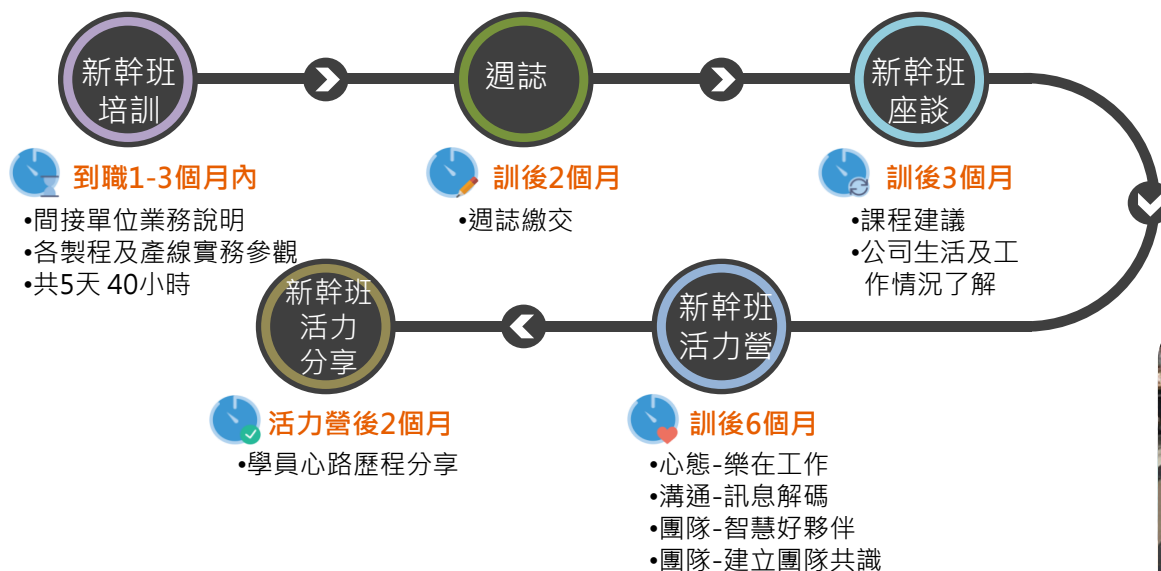 新幹班
培訓
週誌
新幹班
座談
到職1-3個月內
•間接單位業務說明
•各製程及產線實務參觀
•共5天 40小時
訓後2個月
•週誌繳交
訓後3個月
•課程建議
•公司生活及工
作情況了解
新幹班
活力營
訓後6個月
•心態-樂在工作
•溝通-訊息解碼
•團隊-智慧好夥伴
•團隊-建立團隊共識
新幹班
活力
分享
活力營後2個月
•學員心路歷程分享